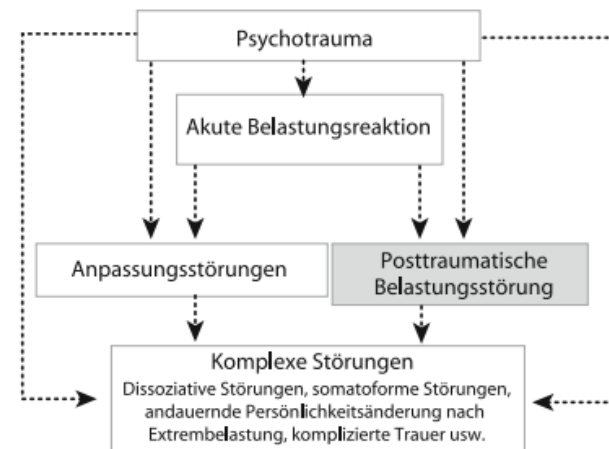 Psychotrauma
Akute Belastungsreaktion
Anpassungsstörungen
Posttraumatische
Belastungsstörung
Komplexe Störungen
Dissoziative Störungen, somatoforme Störungen,
andauernde Persönlichkeitsänderung nach
Extrembelastung, komplizierte Trauer usw.